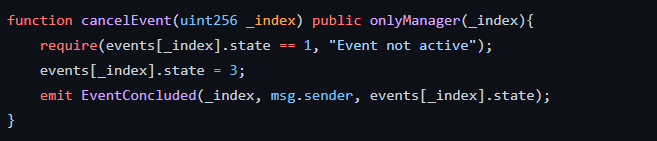 function cancelEvent(uint256 _index) public onlyManager(_index){
    require(events[_index].state == 1, "Event not active");
    events[_index].state = 3;
    emit EventConcluded(_index, msg.sender, events[_index].state);
}